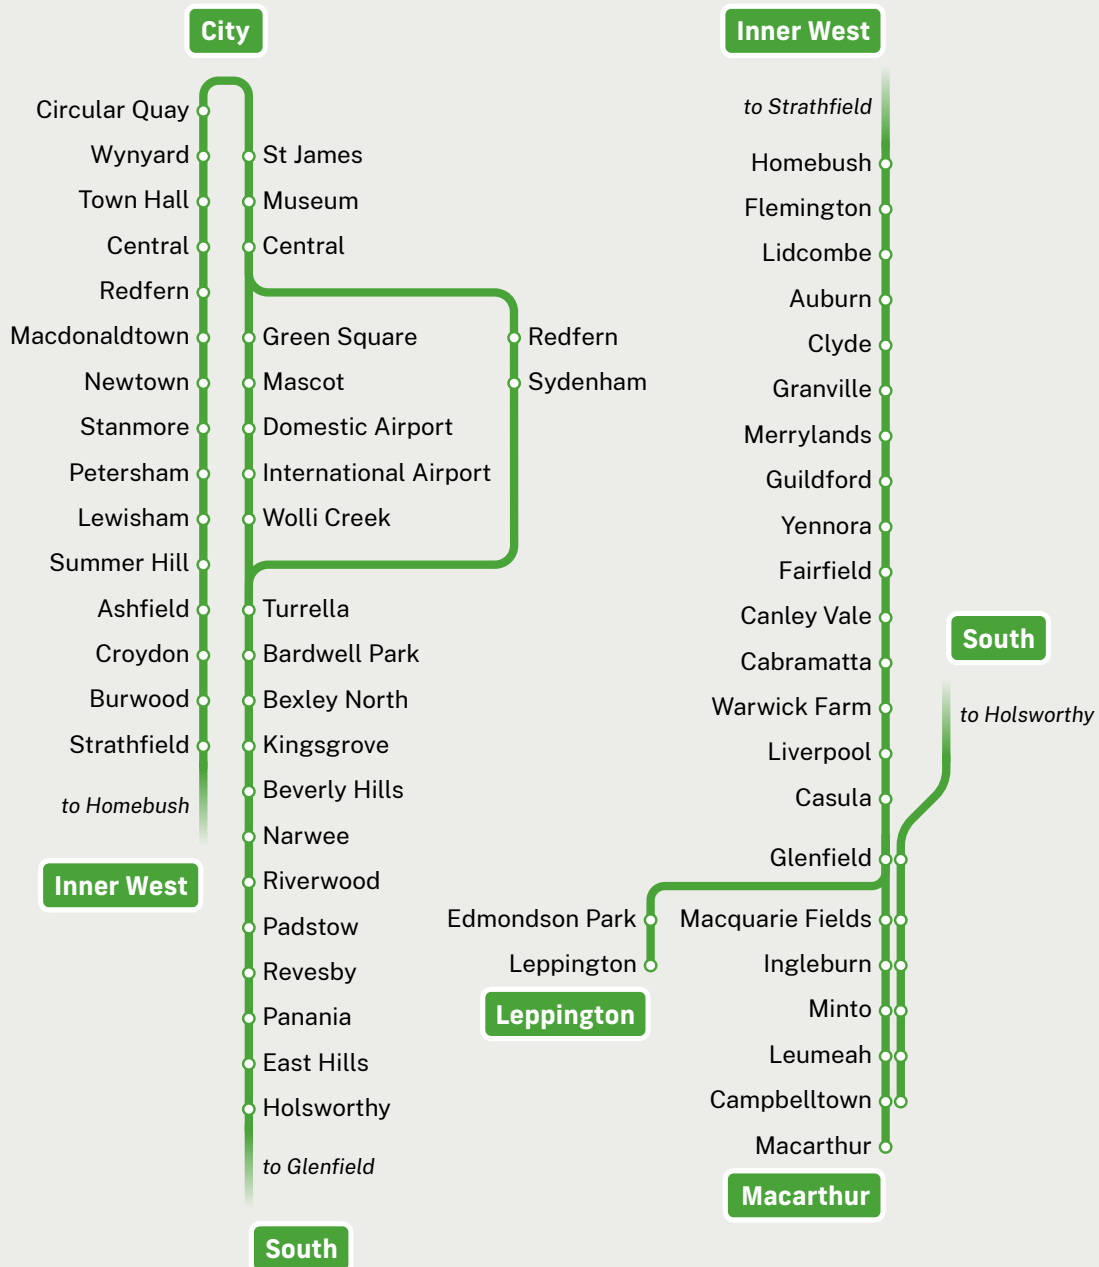 City
Circular Quay
Wynyard
Town Hall
Central
Redfern
Macdonaldtown
Newtown
Stanmore
Petersham
Lewisham
Summer Hill
Ashfield
Croydon
Burwood
Strathfield
to Homebush
Inner West
St James
Museum
Central
Green Square
Mascot
Domestic Airport
International Airport
Wolli Creek
Turrella
Bardwell Park
Bexley North
Kingsgrove
Beverly Hills
Narwee
Riverwood
Padstow
Revesby
Panania
East Hills
Holsworthy
to Glenfield
South
Redfern
Sydenham
Inner West
to Strathfield
Homebush
Flemington
Lidcombe
Auburn
Clyde
Granville
Merrylands
Guildford
Yennora
Fairfield
Canley Vale
Cabramatta
Warwick Farm
Liverpool
Casula
Glenfield
Macquarie Fields
Ingleburn
Minto
Leumeah
Campbelltown
Macarthur
Macarthur
Edmondson Park
Leppington
Leppington
South
to Holsworthy